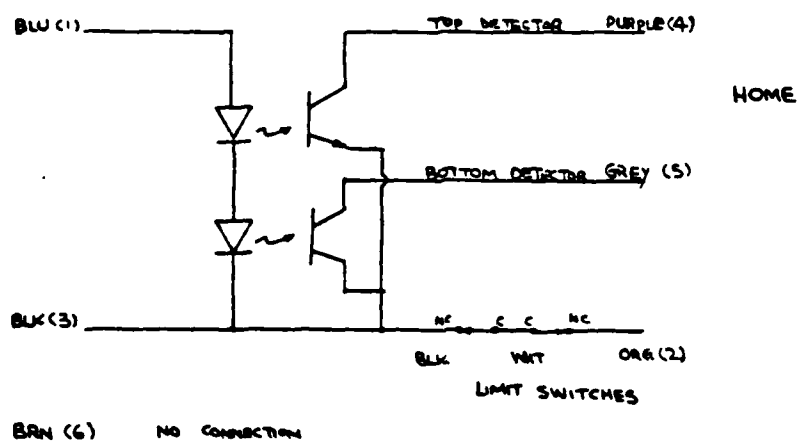 BLU (1)
TOP DETECTOR PURPLE (4)
HOME
BOTTOM DETECTOR GREY (5)
BLK (3)
NC C C NC
BLK WHT ORG (2)
LIMIT SWITCHES
BRN (6) NO CONNECTION